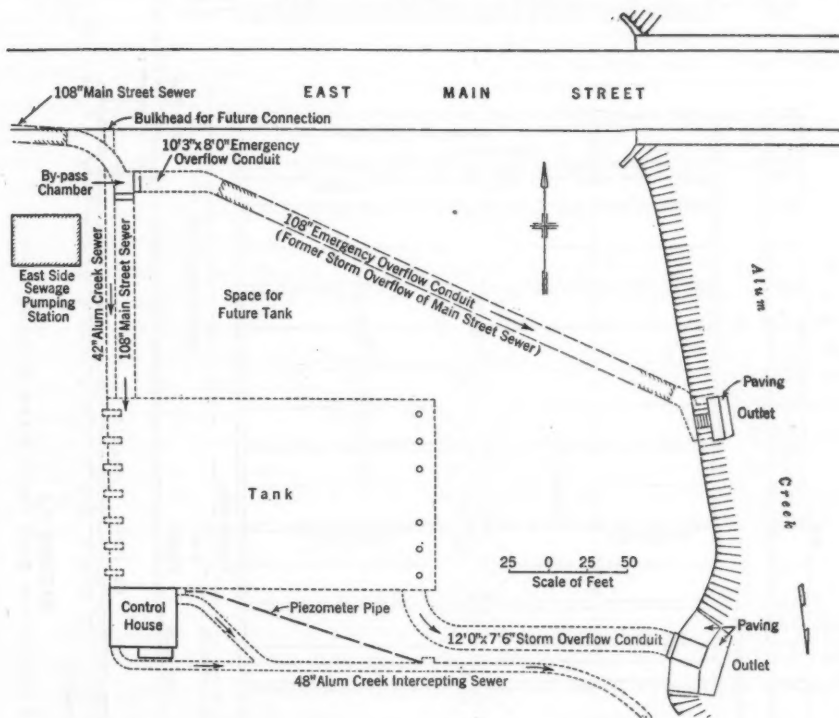 EAST MAIN STREET
108" Main Street Sewer
Bulkhead for Future Connection
10'3"x8'0" Emergency
Overflow Conduit
By-pass
Chamber
108" Emergency Overflow Conduit
(Former Storm Overflow of Main Street Sewer)
42" Alum Creek Sewer
108" Main Street Sewer
East Side
Sewage
Pumping
Station
Space for
Future Tank
Alum
Creek
Paving
Outlet
Tank
25 0 25 50
Scale of Feet
Control
House
Piezometer Pipe
12'0"x7'6" Storm Overflow Conduit
Paving
Outlet
48" Alum Creek Intercepting Sewer